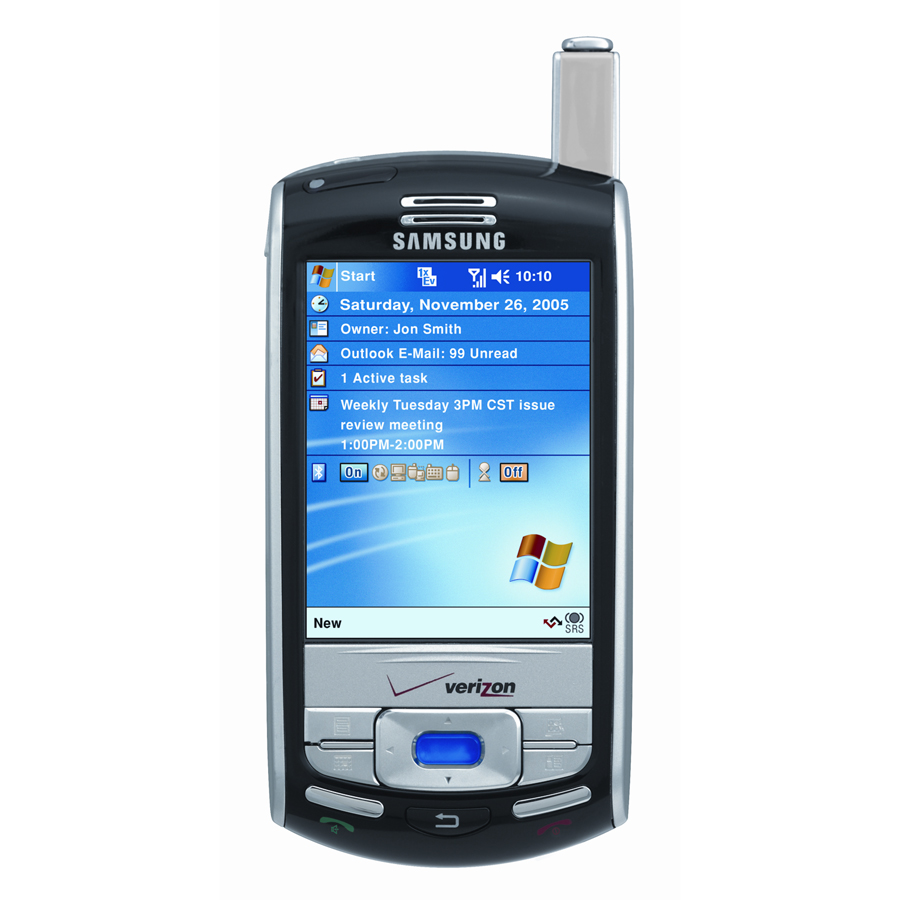 SAMSUNG
Start 1x Ev 10:10
Saturday, November 26, 2005
Owner: Jon Smith
Outlook E-Mail: 99 Unread
1 Active task
Weekly Tuesday 3PM CST issue
review meeting
1:00PM-2:00PM
On Off
New SRS
verizon